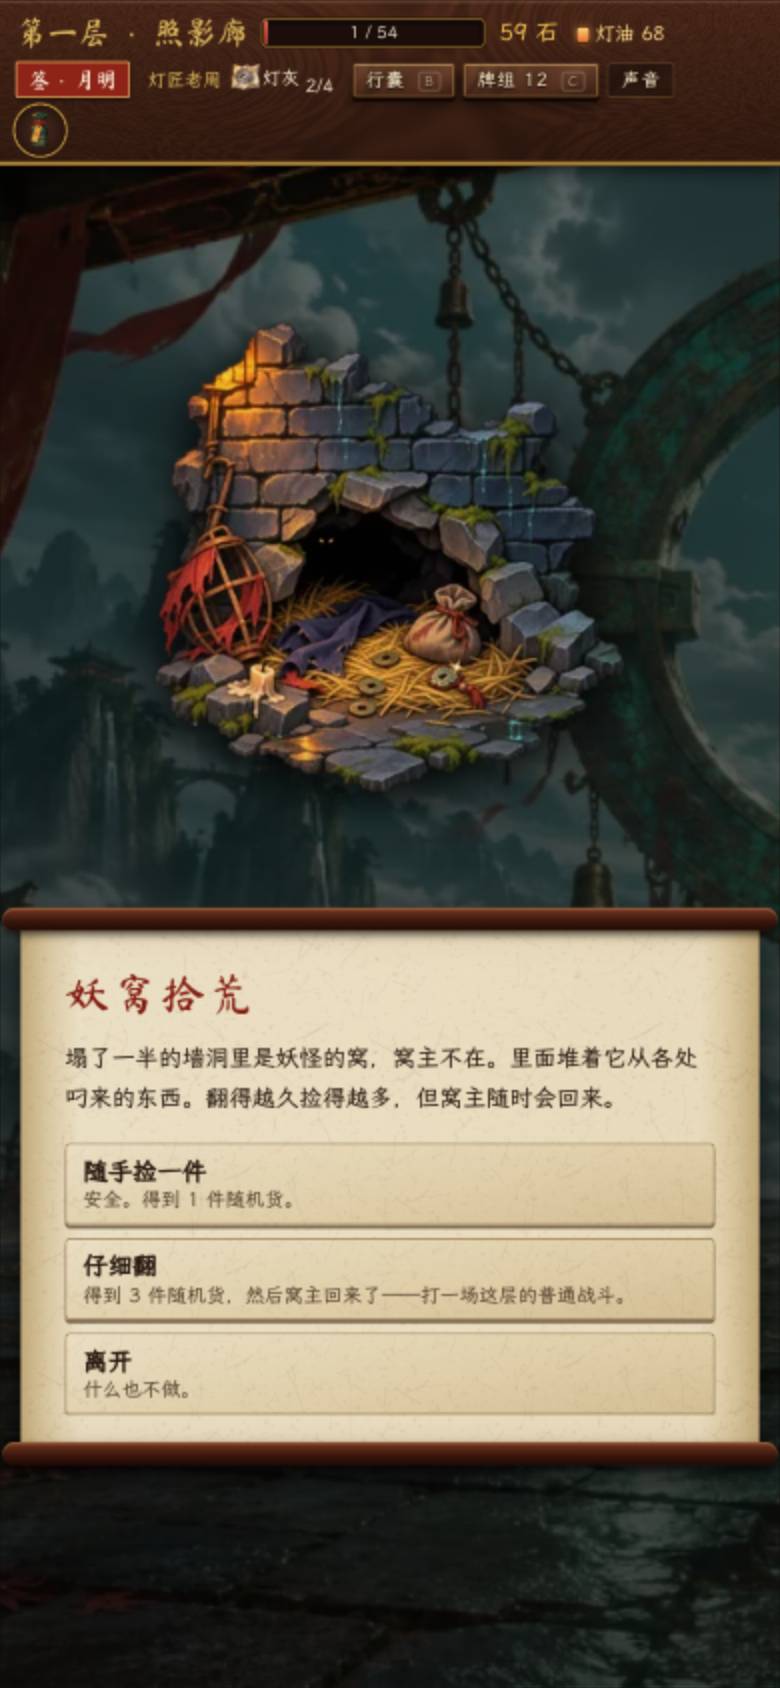 第一层 · 照影廊 1 / 54 59 石 灯油 68
签 · 月明 灯匠老周 灯灰 2/4 行囊 B 牌组 12 C 声音
妖窝拾荒
塌了一半的墙洞里是妖怪的窝，窝主不在。里面堆着它从各处
叼来的东西。翻得越久捡得越多，但窝主随时会回来。
随手捡一件
安全。得到 1 件随机货。
仔细翻
得到 3 件随机货，然后窝主回来了——打一场这层的普通战斗。
离开
什么也不做。